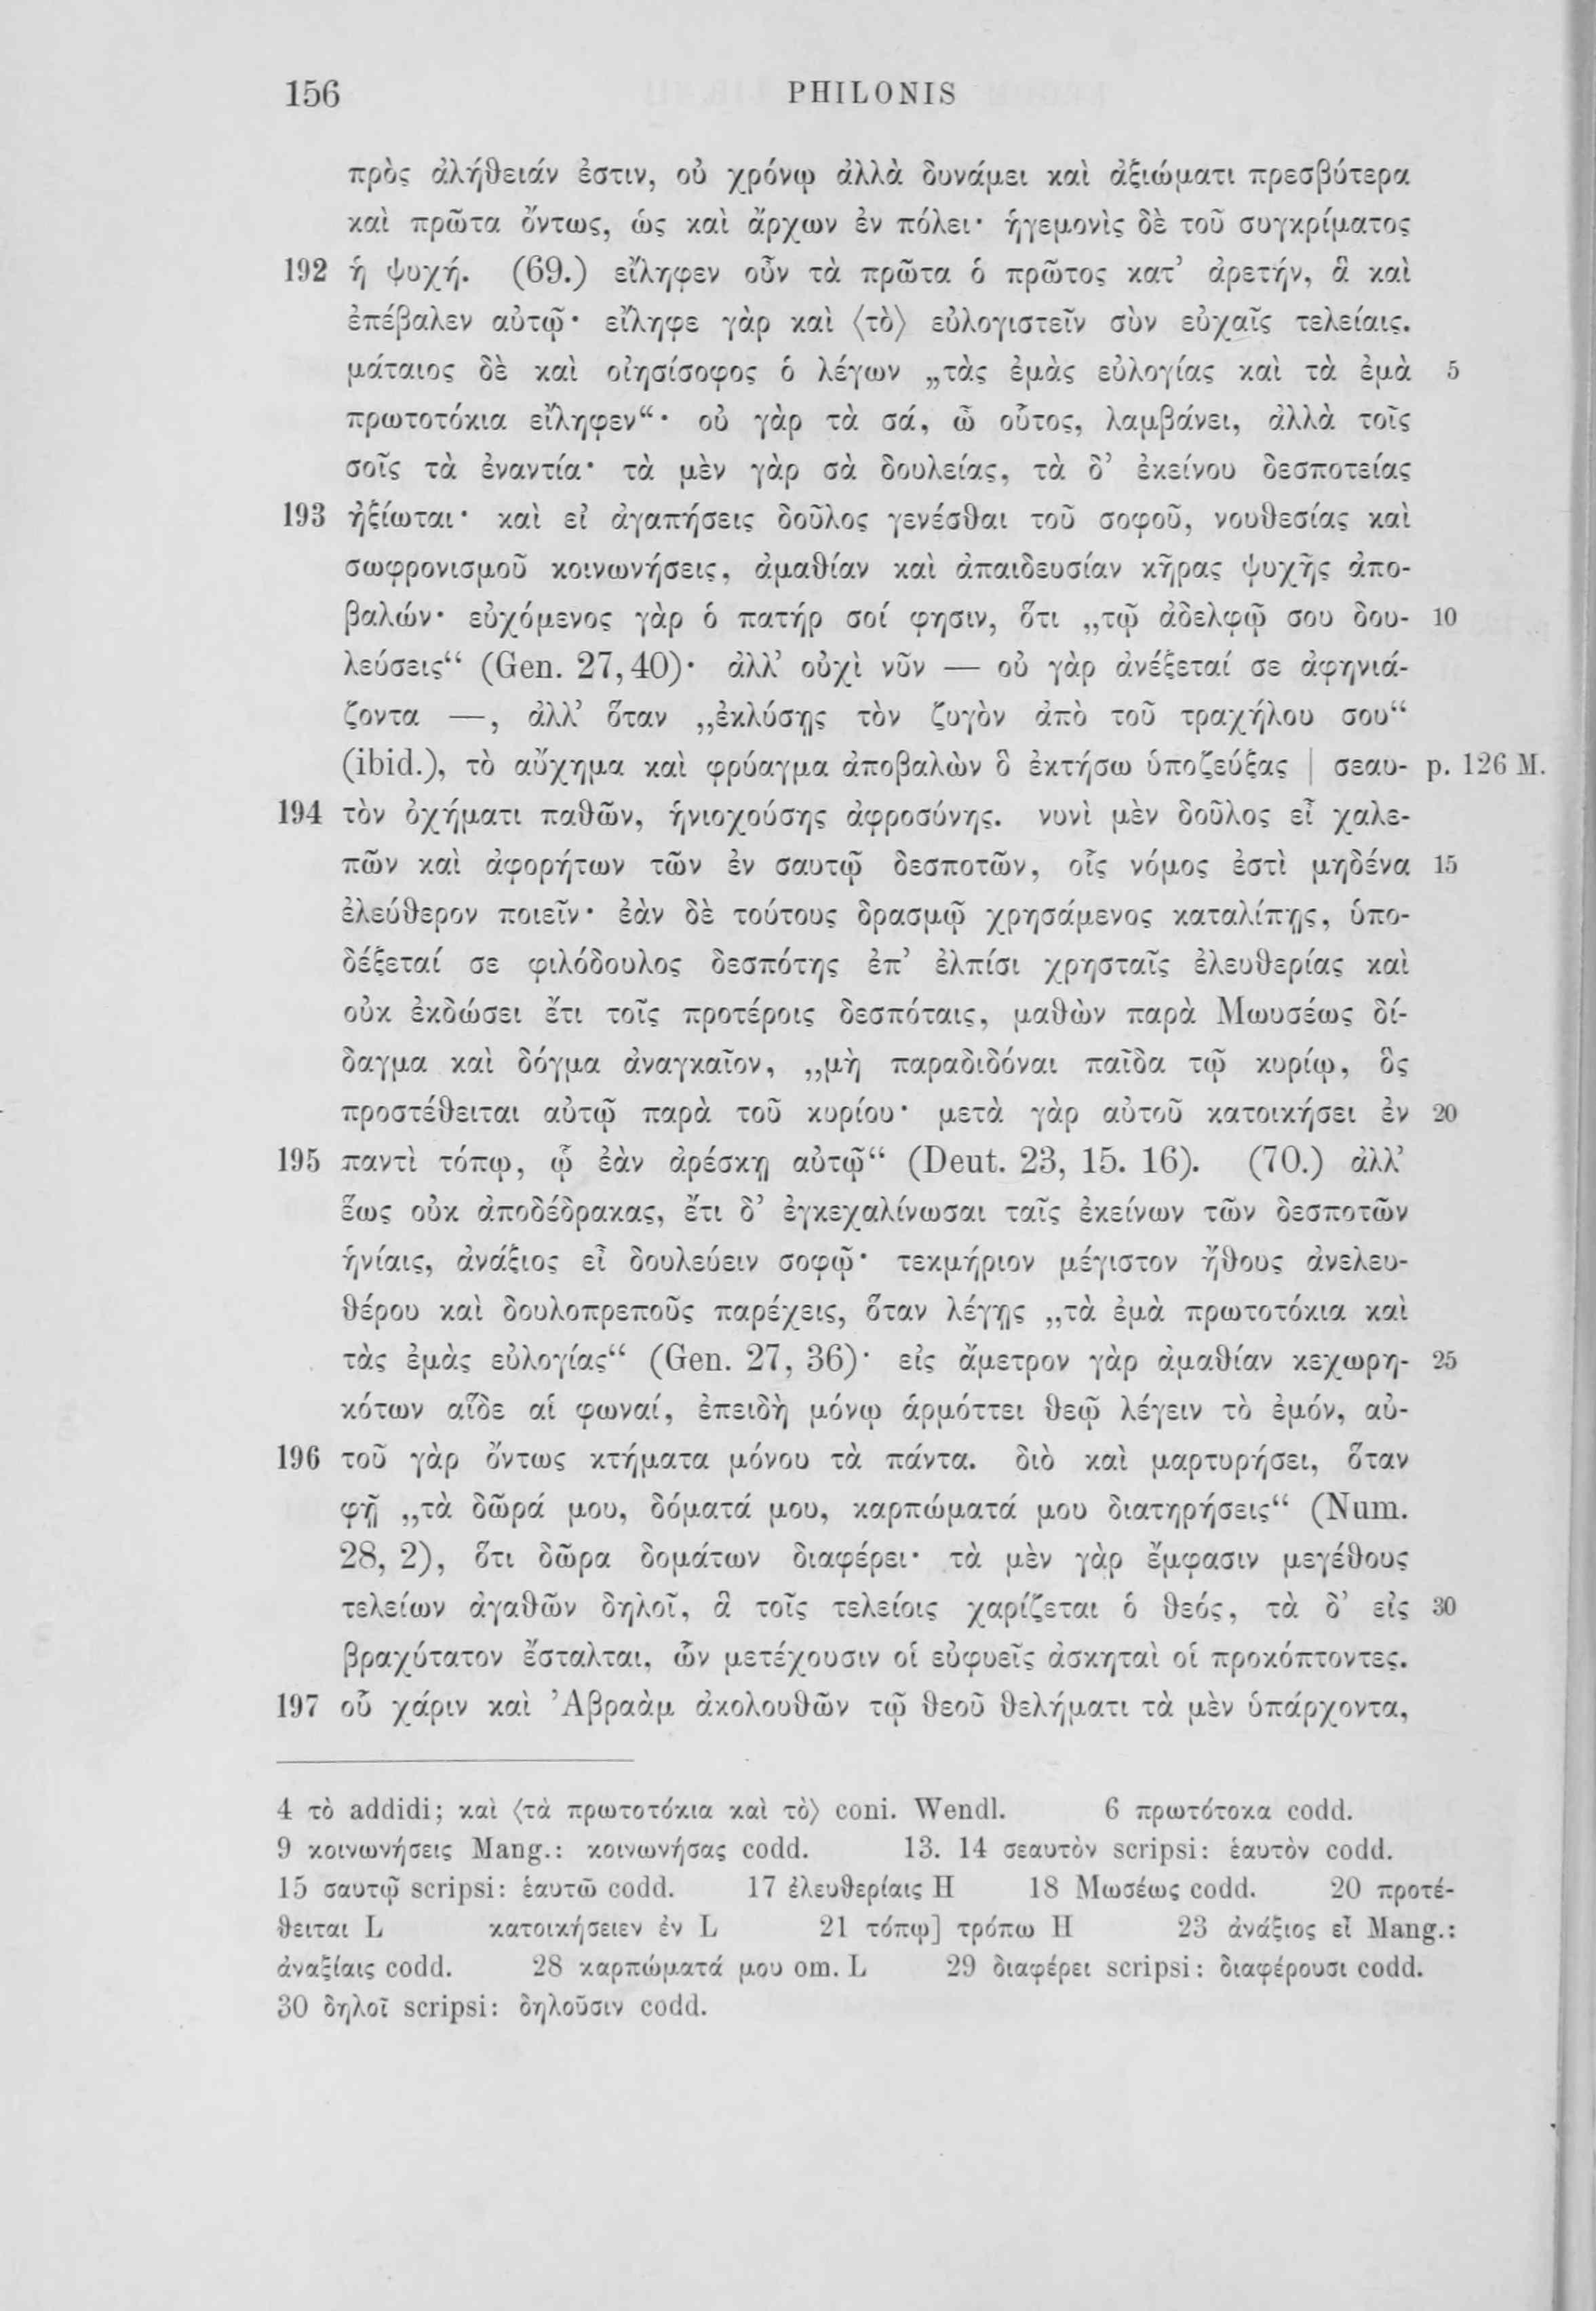 156 PHILONIS
πρὸς ἀλήθειάν ἐστιν, οὐ χρόνῳ ἀλλὰ δυνάμει καὶ ἀξιώματι πρεσβύτερα
καὶ πρῶτα ὄντως, ὡς καὶ ἄρχων ἐν πόλει· ἡγεμονὶς δὲ τοῦ συγκρίματος
192 ἡ ψυχή. (69.) εἴληφεν οὖν τὰ πρῶτα ὁ πρῶτος κατ’ ἀρετήν, ἃ καὶ
ἐπέβαλεν αὐτῷ· εἴληφε γὰρ καὶ ⟨τὸ⟩ εὐλογιστεῖν σὺν εὐχαῖς τελείαις.
μάταιος δὲ καὶ οἰησίσοφος ὁ λέγων „τὰς ἐμὰς εὐλογίας καὶ τὰ ἐμὰ 5
πρωτοτόκια εἴληφεν“· οὐ γὰρ τὰ σά, ὦ οὗτος, λαμβάνει, ἀλλὰ τοῖς
σοῖς τὰ ἐναντία· τὰ μὲν γὰρ σὰ δουλείας, τὰ δ’ ἐκείνου δεσποτείας
193 ἠξίωται· καὶ εἰ ἀγαπήσεις δοῦλος γενέσθαι τοῦ σοφοῦ, νουθεσίας καὶ
σωφρονισμοῦ κοινωνήσεις, ἀμαθίαν καὶ ἀπαιδευσίαν κῆρας ψυχῆς ἀπο-
βαλών· εὐχόμενος γὰρ ὁ πατήρ σοί φησιν, ὅτι „τῷ ἀδελφῷ σου δου- 10
λεύσεις“ (Gen. 27, 40)· ἀλλ’ οὐχὶ νῦν — οὐ γὰρ ἀνέξεταί σε ἀφηνιά-
ζοντα —, ἀλλ’ ὅταν „ἐκλύσῃς τὸν ζυγὸν ἀπὸ τοῦ τραχήλου σου“
(ibid.), τὸ αὔχημα καὶ φρύαγμα ἀποβαλὼν ὃ ἐκτήσω ὑποζεύξας | σεαυ- p. 126 M.
194 τὸν ὀχήματι παθῶν, ἡνιοχούσης ἀφροσύνης. νυνὶ μὲν δοῦλος εἶ χαλε-
πῶν καὶ ἀφορήτων τῶν ἐν σαυτῷ δεσποτῶν, οἷς νόμος ἐστὶ μηδένα 15
ἐλεύθερον ποιεῖν· ἐὰν δὲ τούτους δρασμῷ χρησάμενος καταλίπῃς, ὑπο-
δέξεταί σε φιλόδουλος δεσπότης ἐπ’ ἐλπίσι χρησταῖς ἐλευθερίας καὶ
οὐκ ἐκδώσει ἔτι τοῖς προτέροις δεσπόταις, μαθὼν παρὰ Μωυσέως δί-
δαγμα καὶ δόγμα ἀναγκαῖον, „μὴ παραδιδόναι παῖδα τῷ κυρίῳ, ὃς
προστέθειται αὐτῷ παρὰ τοῦ κυρίου· μετὰ γὰρ αὐτοῦ κατοικήσει ἐν 20
195 παντὶ τόπῳ, ᾧ ἐὰν ἀρέσκῃ αὐτῷ“ (Deut. 23, 15. 16). (70.) ἀλλ’
ἕως οὐκ ἀποδέδρακας, ἔτι δ’ ἐγκεχαλίνωσαι ταῖς ἐκείνων τῶν δεσποτῶν
ἡνίαις, ἀνάξιος εἶ δουλεύειν σοφῷ· τεκμήριον μέγιστον ἤθους ἀνελευ-
θέρου καὶ δουλοπρεποῦς παρέχεις, ὅταν λέγῃς „τὰ ἐμὰ πρωτοτόκια καὶ
τὰς ἐμὰς εὐλογίας“ (Gen. 27, 36)· εἰς ἄμετρον γὰρ ἀμαθίαν κεχωρη- 25
κότων αἵδε αἱ φωναί, ἐπειδὴ μόνῳ ἁρμόττει θεῷ λέγειν τὸ ἐμόν, αὐ-
196 τοῦ γὰρ ὄντως κτήματα μόνου τὰ πάντα. διὸ καὶ μαρτυρήσει, ὅταν
φῇ „τὰ δῶρά μου, δόματά μου, καρπώματά μου διατηρήσεις“ (Num.
28, 2), ὅτι δῶρα δομάτων διαφέρει· τὰ μὲν γὰρ ἔμφασιν μεγέθους
τελείων ἀγαθῶν δηλοῖ, ἃ τοῖς τελείοις χαρίζεται ὁ θεός, τὰ δ’ εἰς 30
βραχύτατον ἔσταλται, ὧν μετέχουσιν οἱ εὐφυεῖς ἀσκηταὶ οἱ προκόπτοντες.
197 οὗ χάριν καὶ Ἀβραὰμ ἀκολουθῶν τῷ θεοῦ θελήματι τὰ μὲν ὑπάρχοντα,
4 τὸ addidi; καὶ ⟨τὰ πρωτοτόκια καὶ τὸ⟩ coni. Wendl. 6 πρωτότοκα codd.
9 κοινωνήσεις Mang.: κοινωνήσας codd. 13. 14 σεαυτὸν scripsi: ἑαυτὸν codd.
15 σαυτῷ scripsi: ἑαυτῶ codd. 17 ἐλευθερίαις H 18 Μωσέως codd. 20 προτέ-
θειται L κατοικήσειεν ἐν L 21 τόπῳ] τρόπω H 23 ἀνάξιος εἶ Mang.:
ἀναξίαις codd. 28 καρπώματά μου om. L 29 διαφέρει scripsi: διαφέρουσι codd.
30 δηλοῖ scripsi: δηλοῦσιν codd.